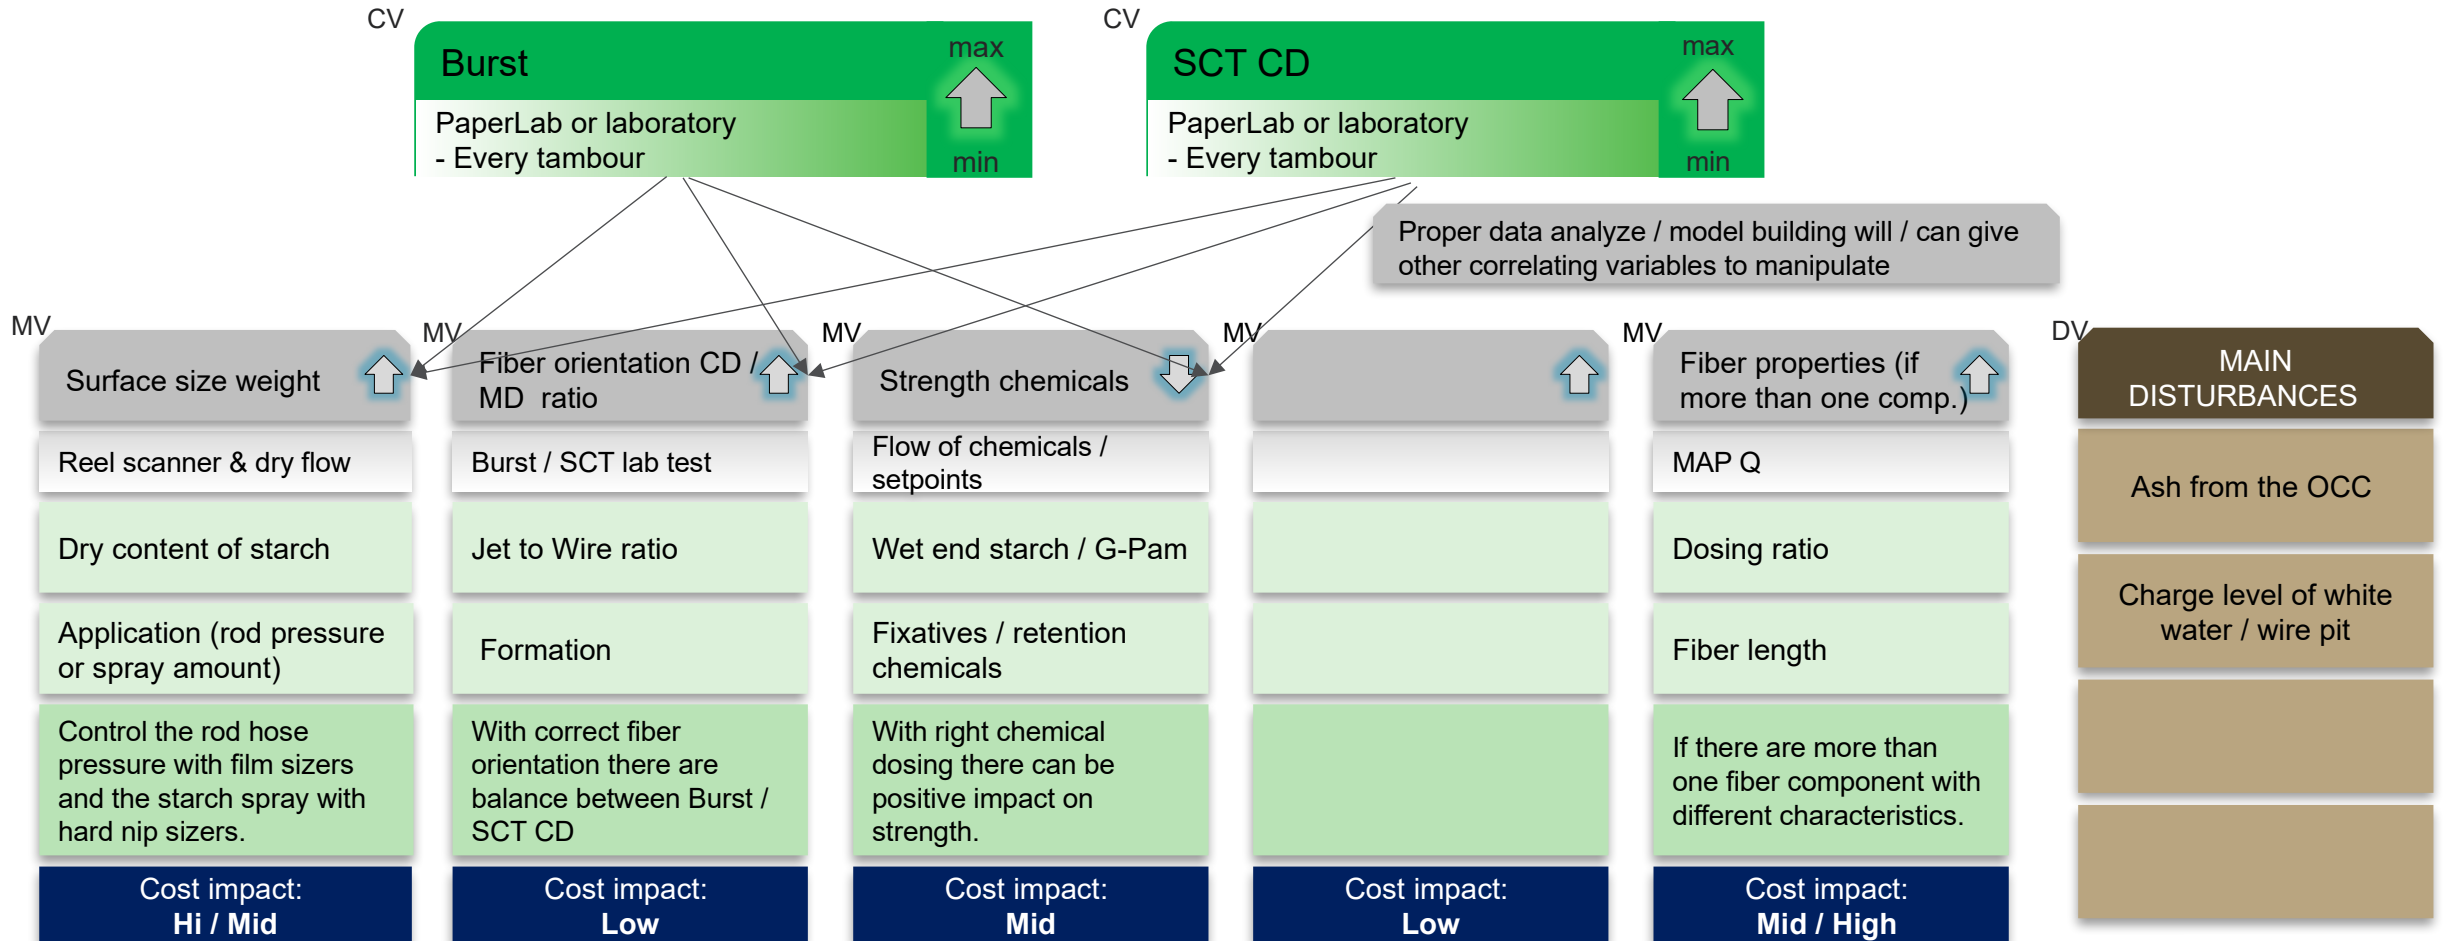 CV
Burst
max
PaperLab or laboratory
- Every tambour
min
CV
SCT CD
max
PaperLab or laboratory
- Every tambour
min
Proper data analyze / model building will / can give
other correlating variables to manipulate
MV
Surface size weight
Reel scanner & dry flow
Dry content of starch
Application (rod pressure
or spray amount)
Control the rod hose
pressure with film sizers
and the starch spray with
hard nip sizers.
Cost impact:
Hi / Mid
MV
Fiber orientation CD /
MD ratio
Burst / SCT lab test
Jet to Wire ratio
Formation
With correct fiber
orientation there are
balance between Burst /
SCT CD
Cost impact:
Low
MV
Strength chemicals
Flow of chemicals /
setpoints
Wet end starch / G-Pam
Fixatives / retention
chemicals
With right chemical
dosing there can be
positive impact on
strength.
Cost impact:
Mid
MV
Cost impact:
Low
MV
Fiber properties (if
more than one comp.)
MAP Q
Dosing ratio
Fiber length
If there are more than
one fiber component with
different characteristics.
Cost impact:
Mid / High
DV
MAIN
DISTURBANCES
Ash from the OCC
Charge level of white
water / wire pit